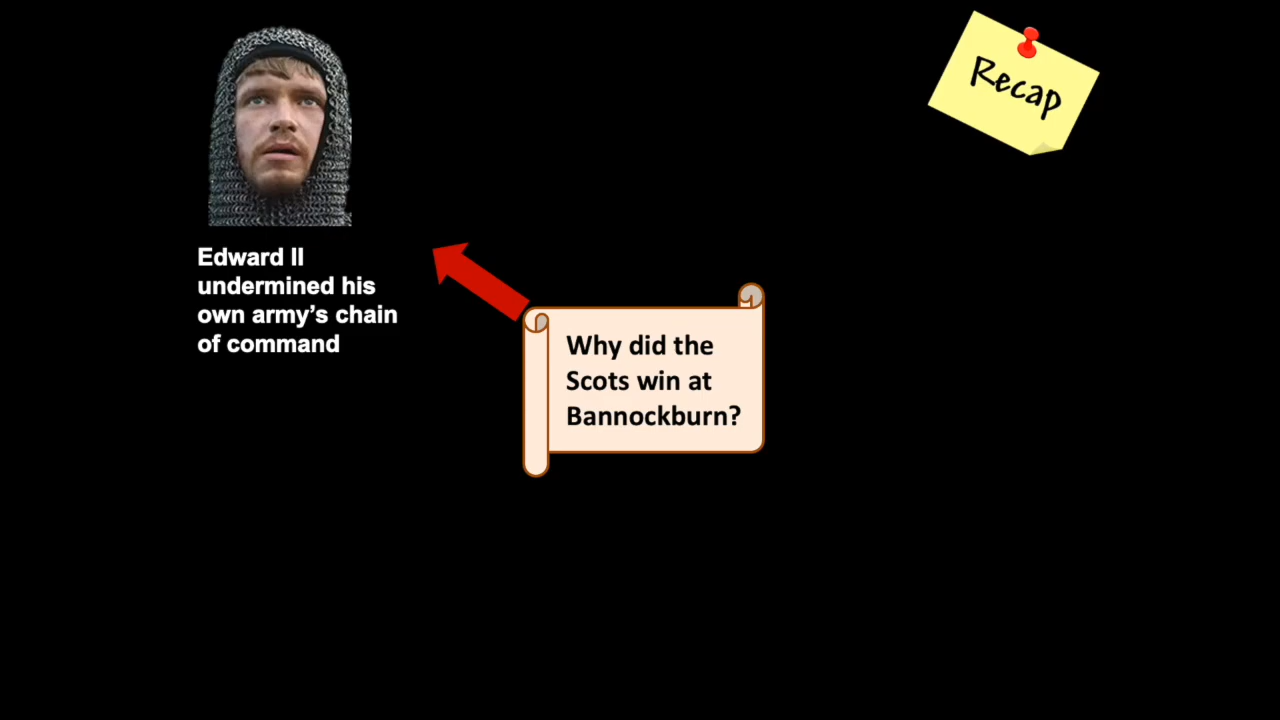 Recap
Edward II
undermined his
own army’s chain
of command
Why did the
Scots win at
Bannockburn?